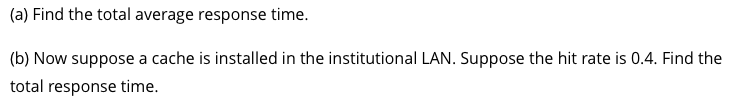 (a) Find the total average response time.
(b) Now suppose a cache is installed in the institutional LAN. Suppose the hit rate is 0.4. Find the
total response time.